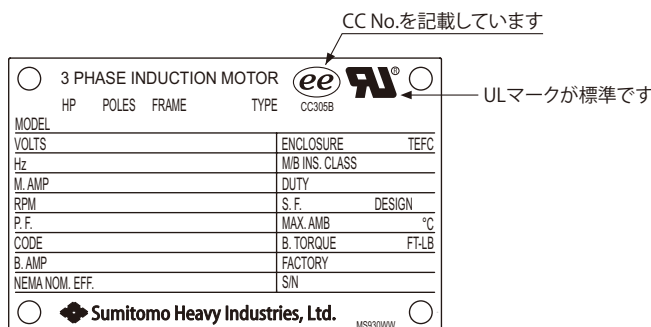 CC No.を記載しています
3 PHASE INDUCTION MOTOR ee RU®
HP POLES FRAME TYPE CC305B
ULマークが標準です
MODEL
VOLTS ENCLOSURE TEFC
Hz M/B INS. CLASS
M. AMP DUTY
RPM S. F. DESIGN
P. F. MAX. AMB °C
CODE B. TORQUE FT-LB
B. AMP FACTORY
NEMA NOM. EFF. S/N
Sumitomo Heavy Industries, Ltd. MS930WW